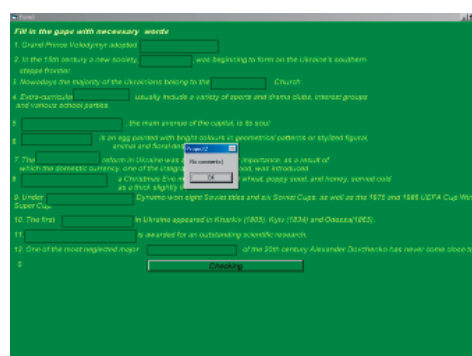 Form1
Fill in the gaps with necessary words
1. Grand Prince Volodymyr adopted
2. In the 15th century a new society, , was beginning to form on the Ukraine's southern
steppe frontier
3. Nowadays the majority of the Ukrainians belong to the Church
4. Extra-curricular usually include a variety of sports and drama clubs, interest groups
and various school parties
5. , the main avenue of the capital, is its soul
6. is an egg painted with bright colours in geometrical patterns or stylized figural,
animal and floral
7. The reform in Ukraine was importance, as a result of
which the domestic currency, one of the was introduced
8. a Christmas Eve wheat, poppy seed, and honey, served cold
as a thick slightly
9. Under Dynamo won eight Soviet titles and six Soviet Cups, as well as the 1975 and 1986 UEFA Cup
Super Cup
10. The first in Ukraine appeared in Kharkiv (1805), Kyiv (1834) and Odessa(1865).
11. is awarded for an outstanding scientific research.
12. One of the most neglected major of the 20th century Alexander Dovzhenko has never come close
Project2
No comments!
OK
Checking